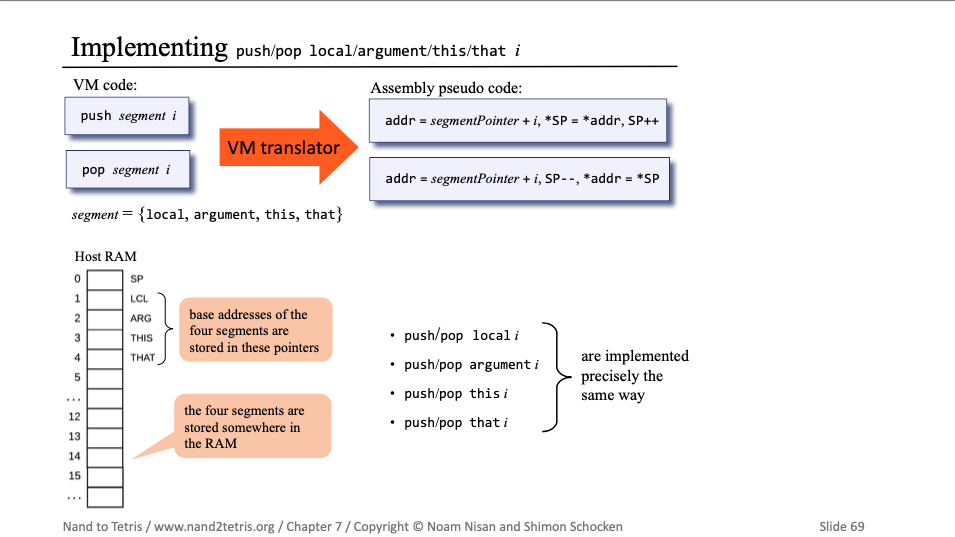 Implementing push/pop local/argument/this/that i
VM code:
push segment i
pop segment i
segment = {local, argument, this, that}
VM translator
Assembly pseudo code:
addr = segmentPointer + i, *SP = *addr, SP++
addr = segmentPointer + i, SP--, *addr = *SP
Host RAM
0 SP
1 LCL
2 ARG
3 THIS
4 THAT
5
...
12
13
14
15
...
base addresses of the
four segments are
stored in these pointers
the four segments are
stored somewhere in
the RAM
• push/pop local i
• push/pop argument i
• push/pop this i
• push/pop that i
are implemented
precisely the
same way
Nand to Tetris / www.nand2tetris.org / Chapter 7 / Copyright © Noam Nisan and Shimon Schocken
Slide 69